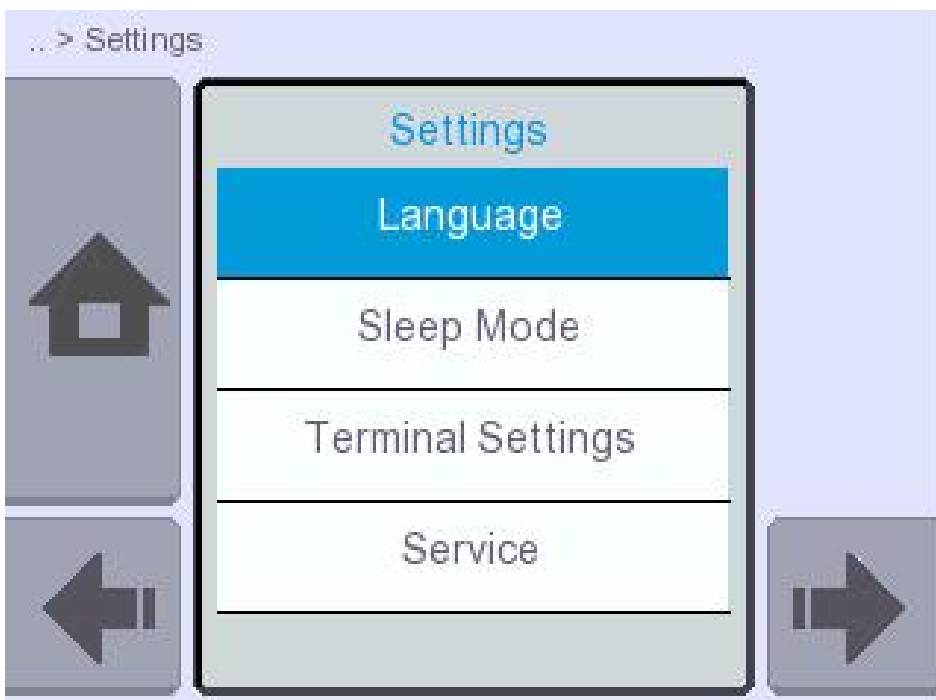 .. > Settings
Settings
Language
Sleep Mode
Terminal Settings
Service